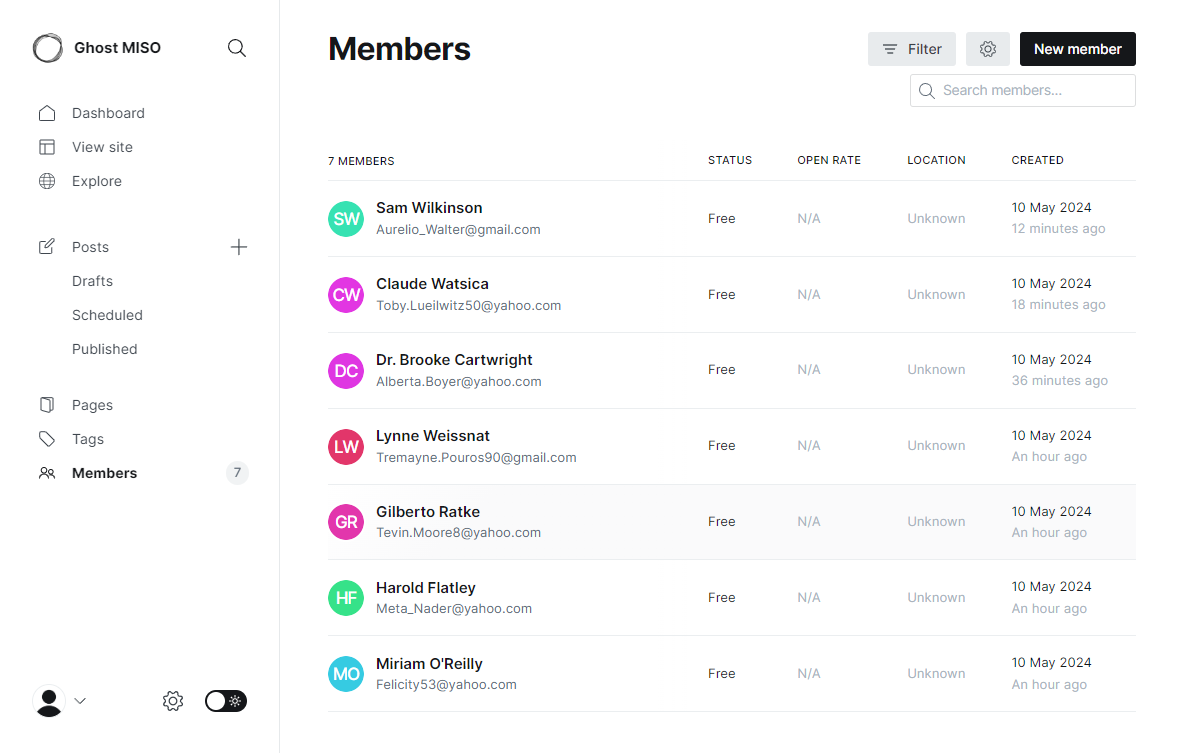 Ghost MISO
Dashboard
View site
Explore
Posts
Drafts
Scheduled
Published
Pages
Tags
Members 7
Members
Filter New member
Search members...
7 MEMBERS STATUS OPEN RATE LOCATION CREATED
SW Sam Wilkinson Free N/A Unknown 10 May 2024
Aurelio_Walter@gmail.com 12 minutes ago
CW Claude Watsica Free N/A Unknown 10 May 2024
Toby.Lueilwitz50@yahoo.com 18 minutes ago
DC Dr. Brooke Cartwright Free N/A Unknown 10 May 2024
Alberta.Boyer@yahoo.com 36 minutes ago
LW Lynne Weissnat Free N/A Unknown 10 May 2024
Tremayne.Pouros90@gmail.com An hour ago
GR Gilberto Ratke Free N/A Unknown 10 May 2024
Tevin.Moore8@yahoo.com An hour ago
HF Harold Flatley Free N/A Unknown 10 May 2024
Meta_Nader@yahoo.com An hour ago
MO Miriam O'Reilly Free N/A Unknown 10 May 2024
Felicity53@yahoo.com An hour ago